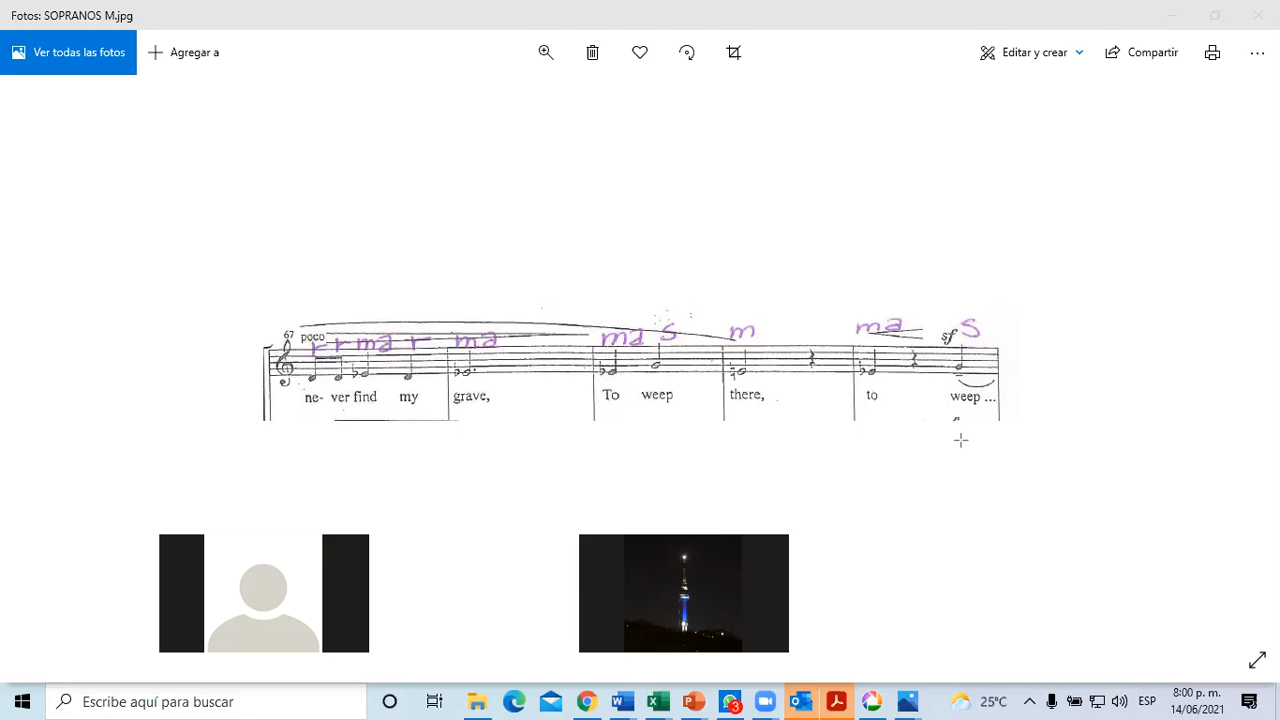 Fotos: SOPRANOS M.jpg
Ver todas las fotos
Agregar a
Editar y crear
Compartir
67
poco
r r ma r ma ma s m ma sf s
ne- ver find my grave, To weep there, to weep ...
Escribe aquí para buscar
3
25°C
ESP
8:00 p. m.
14/06/2021